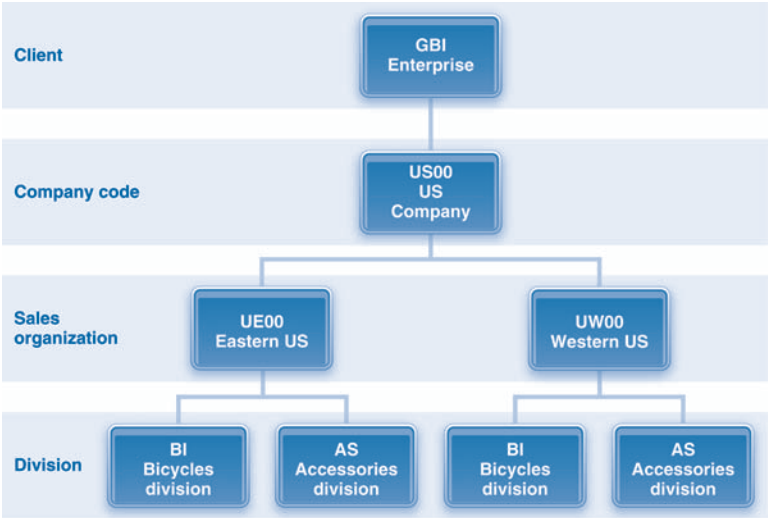 Client
GBI
Enterprise
Company code
US00
US
Company
Sales
organization
UE00
Eastern US
UW00
Western US
Division
BI
Bicycles
division
AS
Accessories
division
BI
Bicycles
division
AS
Accessories
division